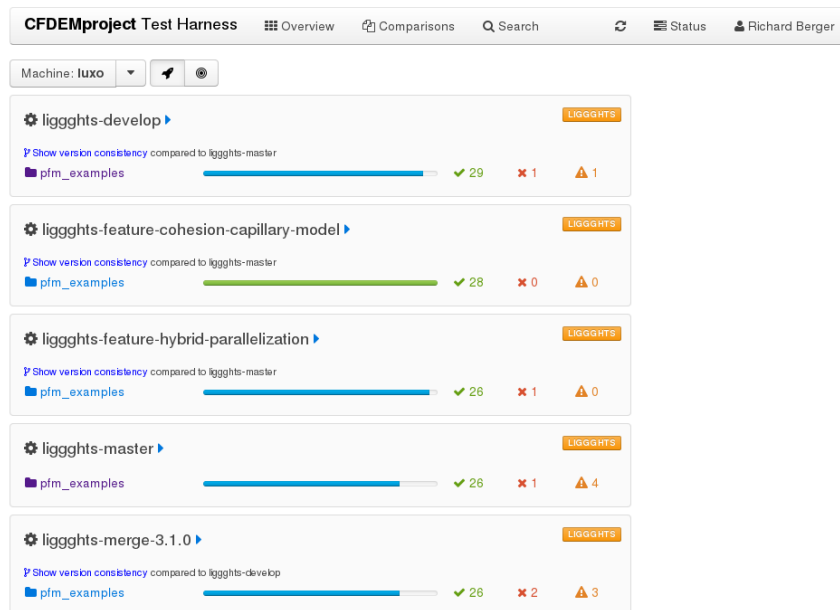 CFDEMproject Test Harness Overview Comparisons Search Status Richard Berger
Machine: luxo
liggghts-develop LIGGGHTS
Show version consistency compared to liggghts-master
pfm_examples 29 1 1
liggghts-feature-cohesion-capillary-model LIGGGHTS
Show version consistency compared to liggghts-master
pfm_examples 28 0 0
liggghts-feature-hybrid-parallelization LIGGGHTS
Show version consistency compared to liggghts-master
pfm_examples 26 1 0
liggghts-master LIGGGHTS
pfm_examples 26 1 4
liggghts-merge-3.1.0 LIGGGHTS
Show version consistency compared to liggghts-develop
pfm_examples 26 2 3